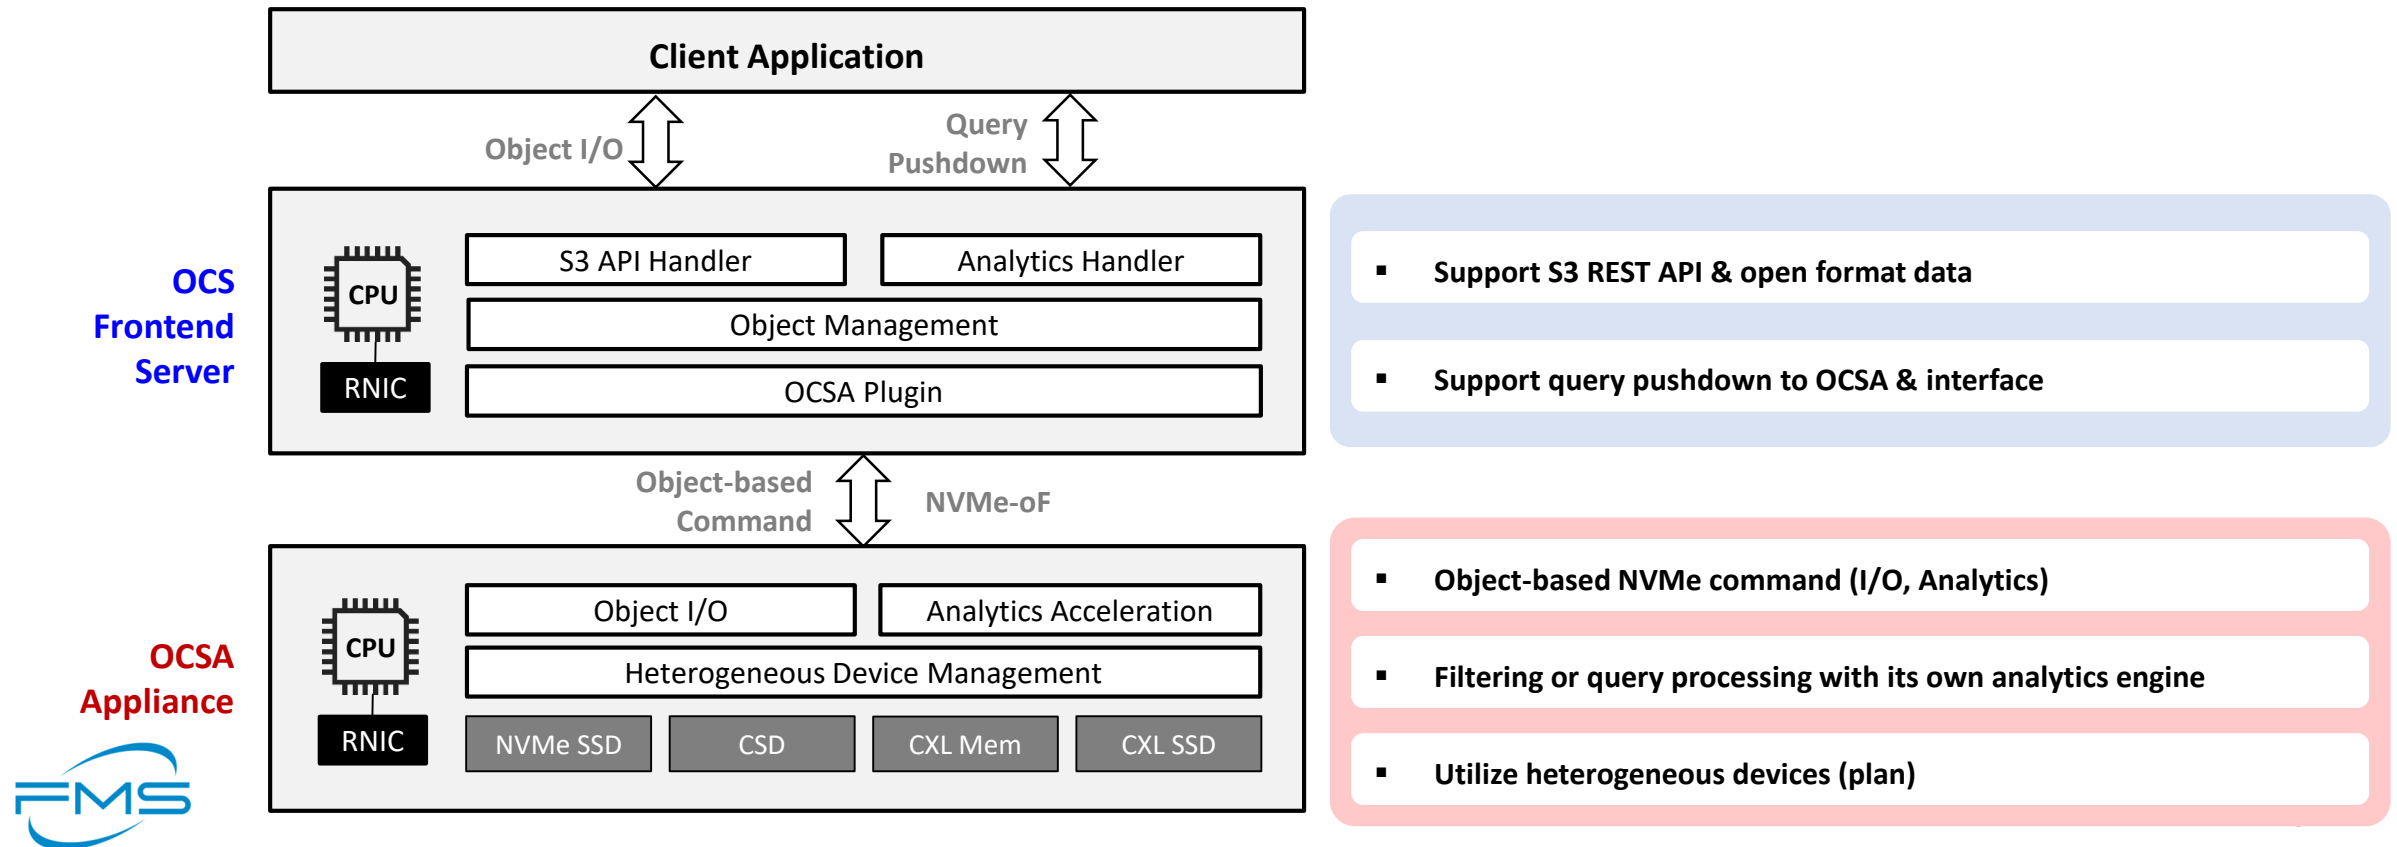 Client Application
Object I/O
Query
Pushdown
OCS
Frontend
Server
CPU
RNIC
S3 API Handler
Analytics Handler
Object Management
OCSA Plugin
▪ Support S3 REST API & open format data
▪ Support query pushdown to OCSA & interface
Object-based
Command
NVMe-oF
OCSA
Appliance
CPU
RNIC
Object I/O
Analytics Acceleration
Heterogeneous Device Management
NVMe SSD
CSD
CXL Mem
CXL SSD
▪ Object-based NVMe command (I/O, Analytics)
▪ Filtering or query processing with its own analytics engine
▪ Utilize heterogeneous devices (plan)
FMS